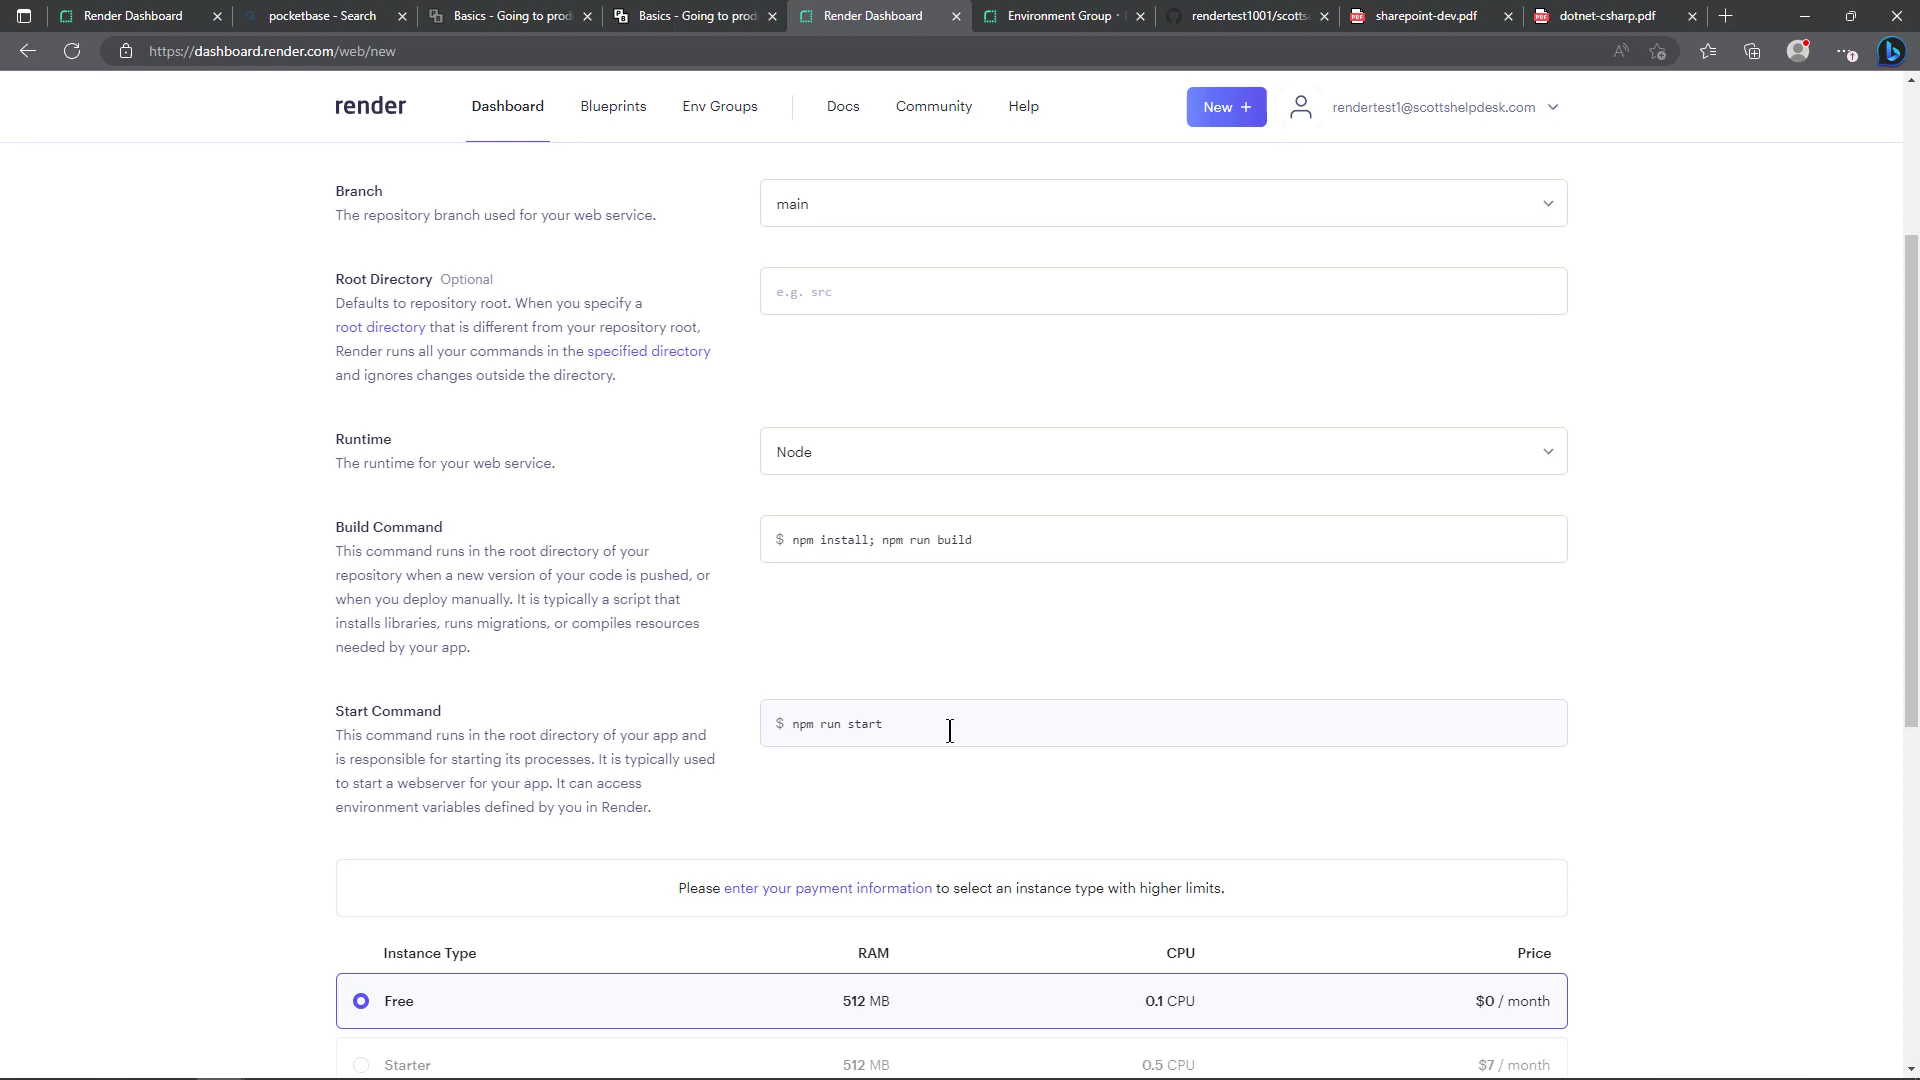 Render Dashboard
pocketbase - Search
Basics - Going to prod
Basics - Going to prod
Render Dashboard
Environment Group ·
rendertest1001/scotts
sharepoint-dev.pdf
dotnet-csharp.pdf
https://dashboard.render.com/web/new
render
Dashboard
Blueprints
Env Groups
Docs
Community
Help
New +
rendertest1@scottshelpdesk.com
Branch
The repository branch used for your web service.
main
Root Directory Optional
Defaults to repository root. When you specify a
root directory that is different from your repository root,
Render runs all your commands in the specified directory
and ignores changes outside the directory.
e.g. src
Runtime
The runtime for your web service.
Node
Build Command
This command runs in the root directory of your
repository when a new version of your code is pushed, or
when you deploy manually. It is typically a script that
installs libraries, runs migrations, or compiles resources
needed by your app.
$ npm install; npm run build
Start Command
This command runs in the root directory of your app and
is responsible for starting its processes. It is typically used
to start a webserver for your app. It can access
environment variables defined by you in Render.
$ npm run start
Please enter your payment information to select an instance type with higher limits.
Instance Type RAM CPU Price
Free 512 MB 0.1 CPU $0 / month
Starter 512 MB 0.5 CPU $7 / month